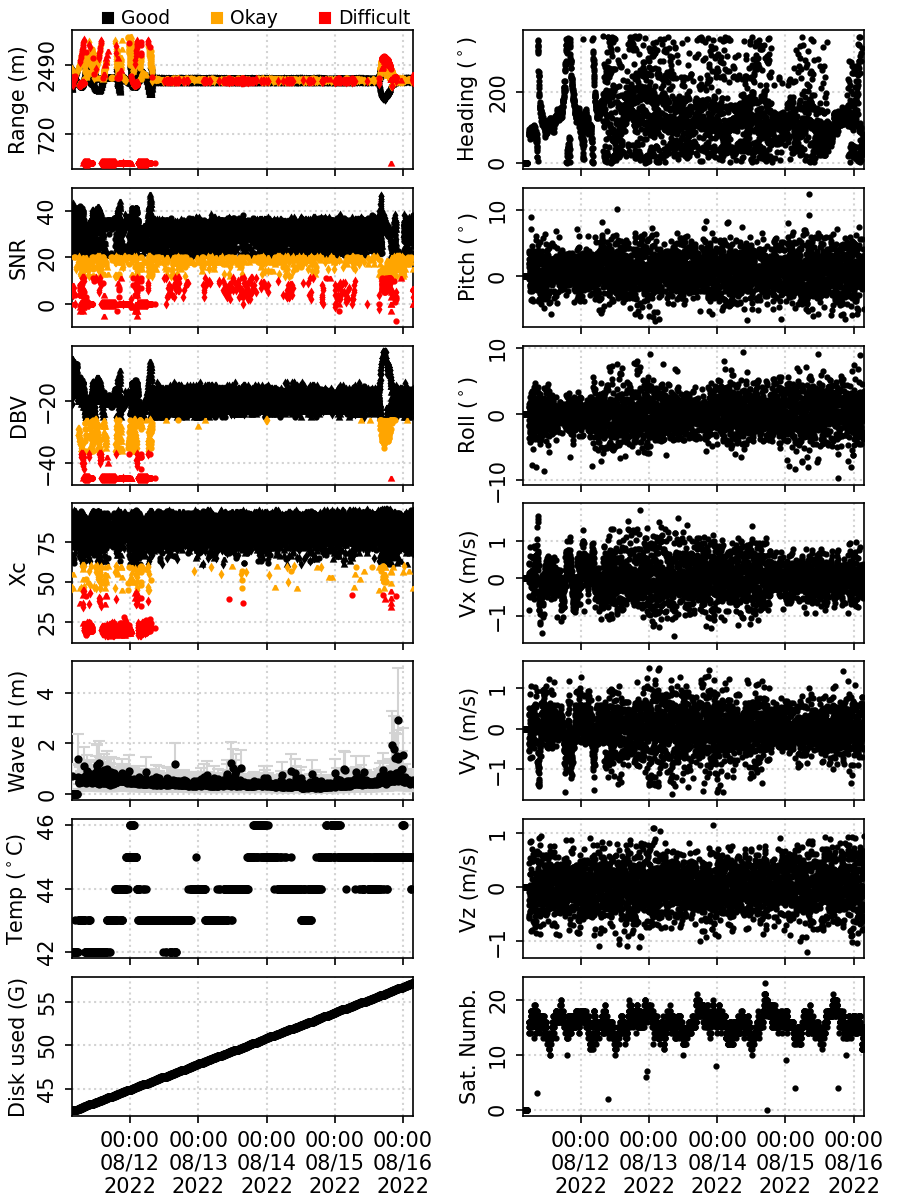 Good Okay Difficult
Range (m)
2490
720
Heading (°)
200
0
SNR
40
20
0
Pitch (°)
10
0
DBV
−20
−40
Roll (°)
10
0
−10
Xc
75
50
25
Vx (m/s)
1
0
−1
Wave H (m)
4
2
0
Vy (m/s)
1
0
−1
Temp (°C)
46
44
42
Vz (m/s)
1
0
−1
Disk used (G)
55
50
45
Sat. Numb.
20
10
0
00:00 00:00 00:00 00:00 00:00
08/12 08/13 08/14 08/15 08/16
2022 2022 2022 2022 2022
00:00 00:00 00:00 00:00 00:00
08/12 08/13 08/14 08/15 08/16
2022 2022 2022 2022 2022